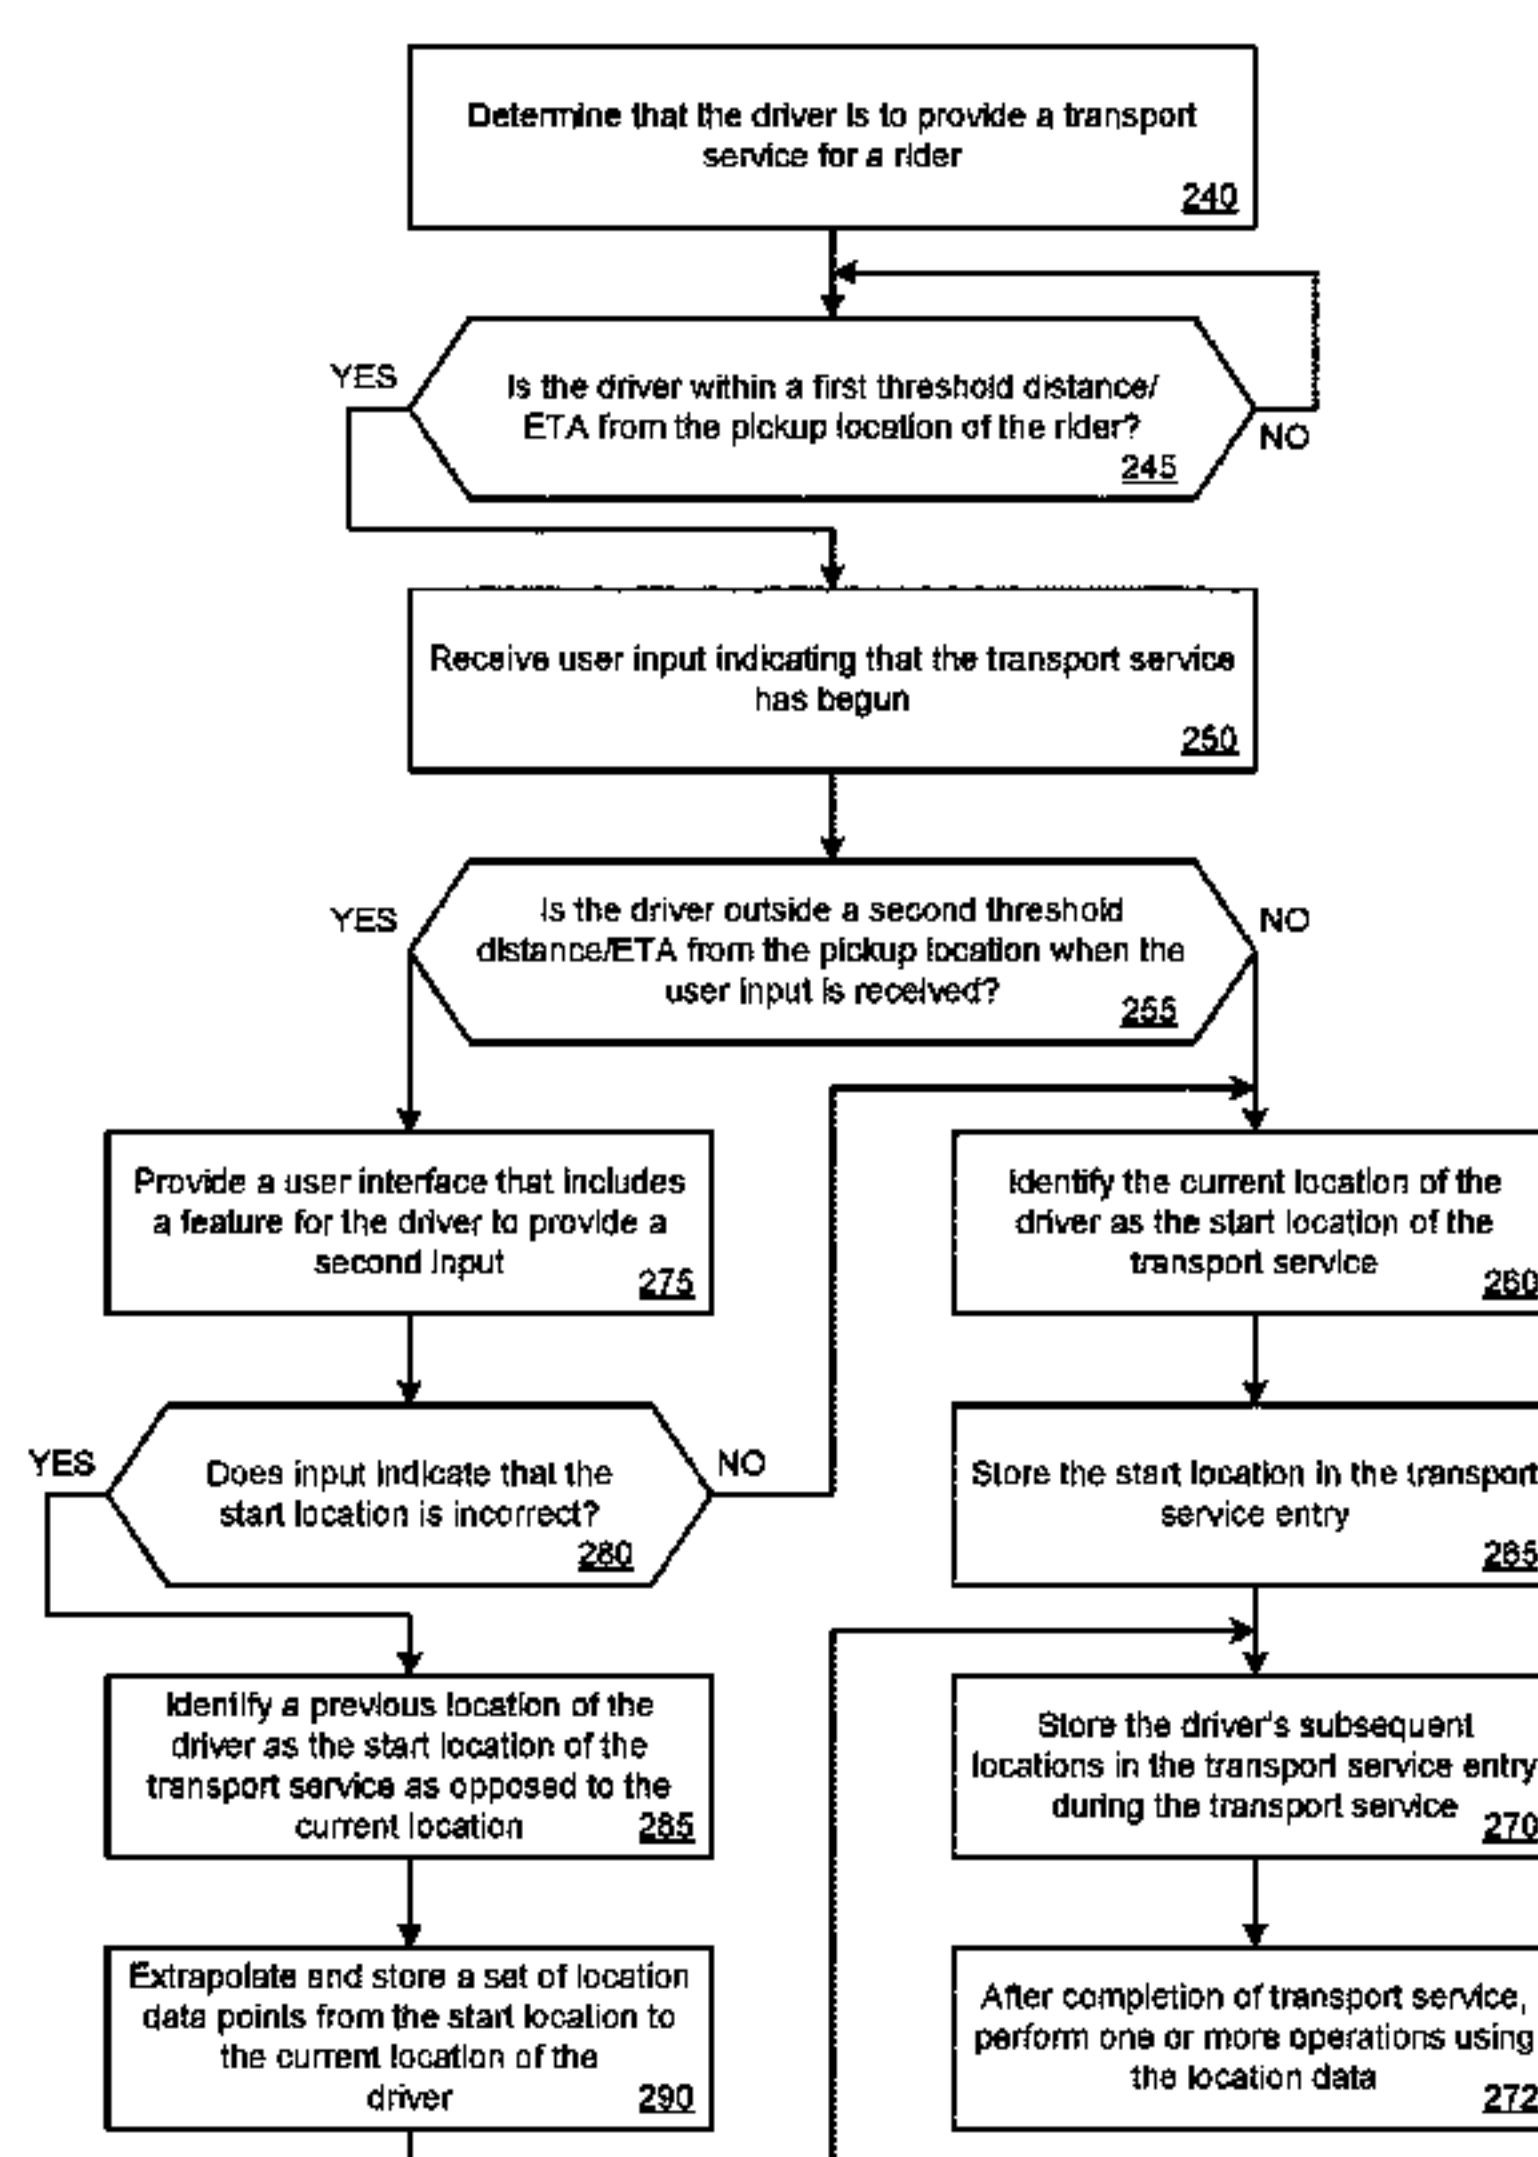 Determine that the driver is to provide a transport
service for a rider
240
YES
Is the driver within a first threshold distance/
ETA from the pickup location of the rider?
245
NO
Receive user input indicating that the transport service
has begun
250
YES
Is the driver outside a second threshold
distance/ETA from the pickup location when the
user input is received?
255
NO
Provide a user interface that includes
a feature for the driver to provide a
second input
275
Identify the current location of the
driver as the start location of the
transport service
260
YES
Does input indicate that the
start location is incorrect?
280
NO
Store the start location in the transport
service entry
265
Identify a previous location of the
driver as the start location of the
transport service as opposed to the
current location
285
Store the driver's subsequent
locations in the transport service entry
during the transport service
270
Extrapolate and store a set of location
data points from the start location to
the current location of the
driver
290
After completion of transport service,
perform one or more operations using
the location data
272